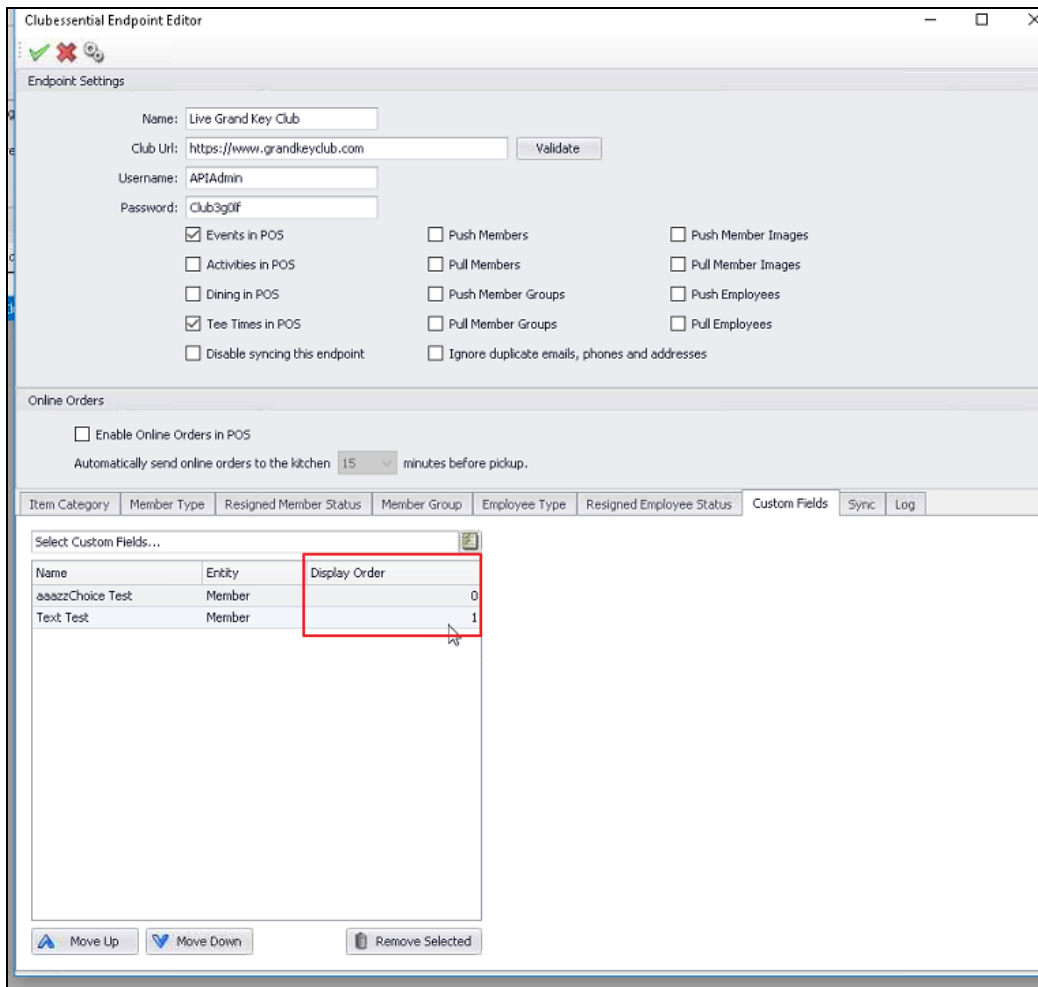 Clubessential Endpoint Editor
Endpoint Settings
Name: Live Grand Key Club
Club Url: https://www.grandkeyclub.com Validate
Username: APIAdmin
Password: Club3g0lf
Events in POS Push Members Push Member Images
Activities in POS Pull Members Pull Member Images
Dining in POS Push Member Groups Push Employees
Tee Times in POS Pull Member Groups Pull Employees
Disable syncing this endpoint Ignore duplicate emails, phones and addresses
Online Orders
Enable Online Orders in POS
Automatically send online orders to the kitchen 15 minutes before pickup.
Item Category Member Type Resigned Member Status Member Group Employee Type Resigned Employee Status Custom Fields Sync Log
Select Custom Fields...
Name Entity Display Order
aaazzChoice Test Member 0
Text Test Member 1
Move Up Move Down Remove Selected